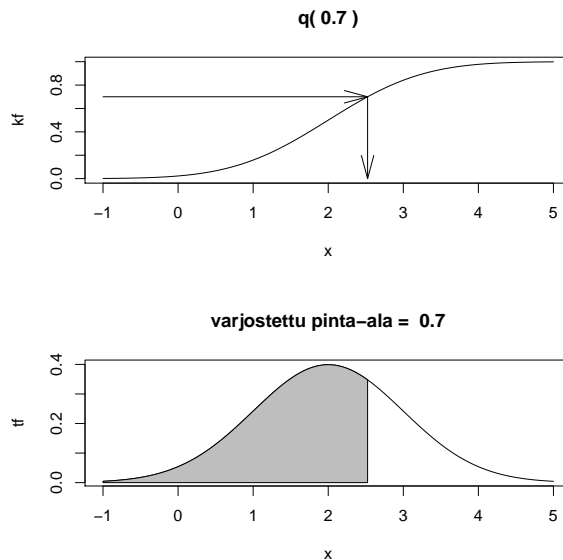 q( 0.7 )
kf
0.0 0.4 0.8
−1 0 1 2 3 4 5
x
varjostettu pinta−ala = 0.7
tf
0.0 0.2 0.4
−1 0 1 2 3 4 5
x